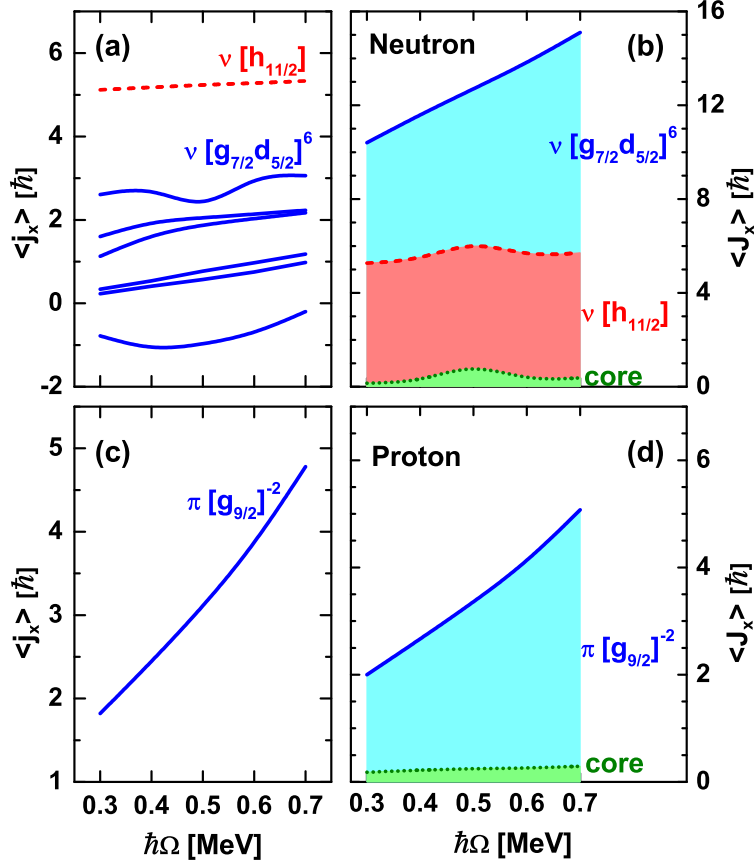 (a)
ν [h11/2]
ν [g7/2d5/2]^6
<jx> [ℏ]
6
4
2
0
-2
Neutron
(b)
ν [g7/2d5/2]^6
ν [h11/2]
core
<Jx> [ℏ]
16
12
8
4
0
(c)
π [g9/2]^-2
<jx> [ℏ]
5
4
3
2
1
0.3 0.4 0.5 0.6 0.7
ℏΩ [MeV]
Proton
(d)
π [g9/2]^-2
core
<Jx> [ℏ]
6
4
2
0
0.3 0.4 0.5 0.6 0.7
ℏΩ [MeV]